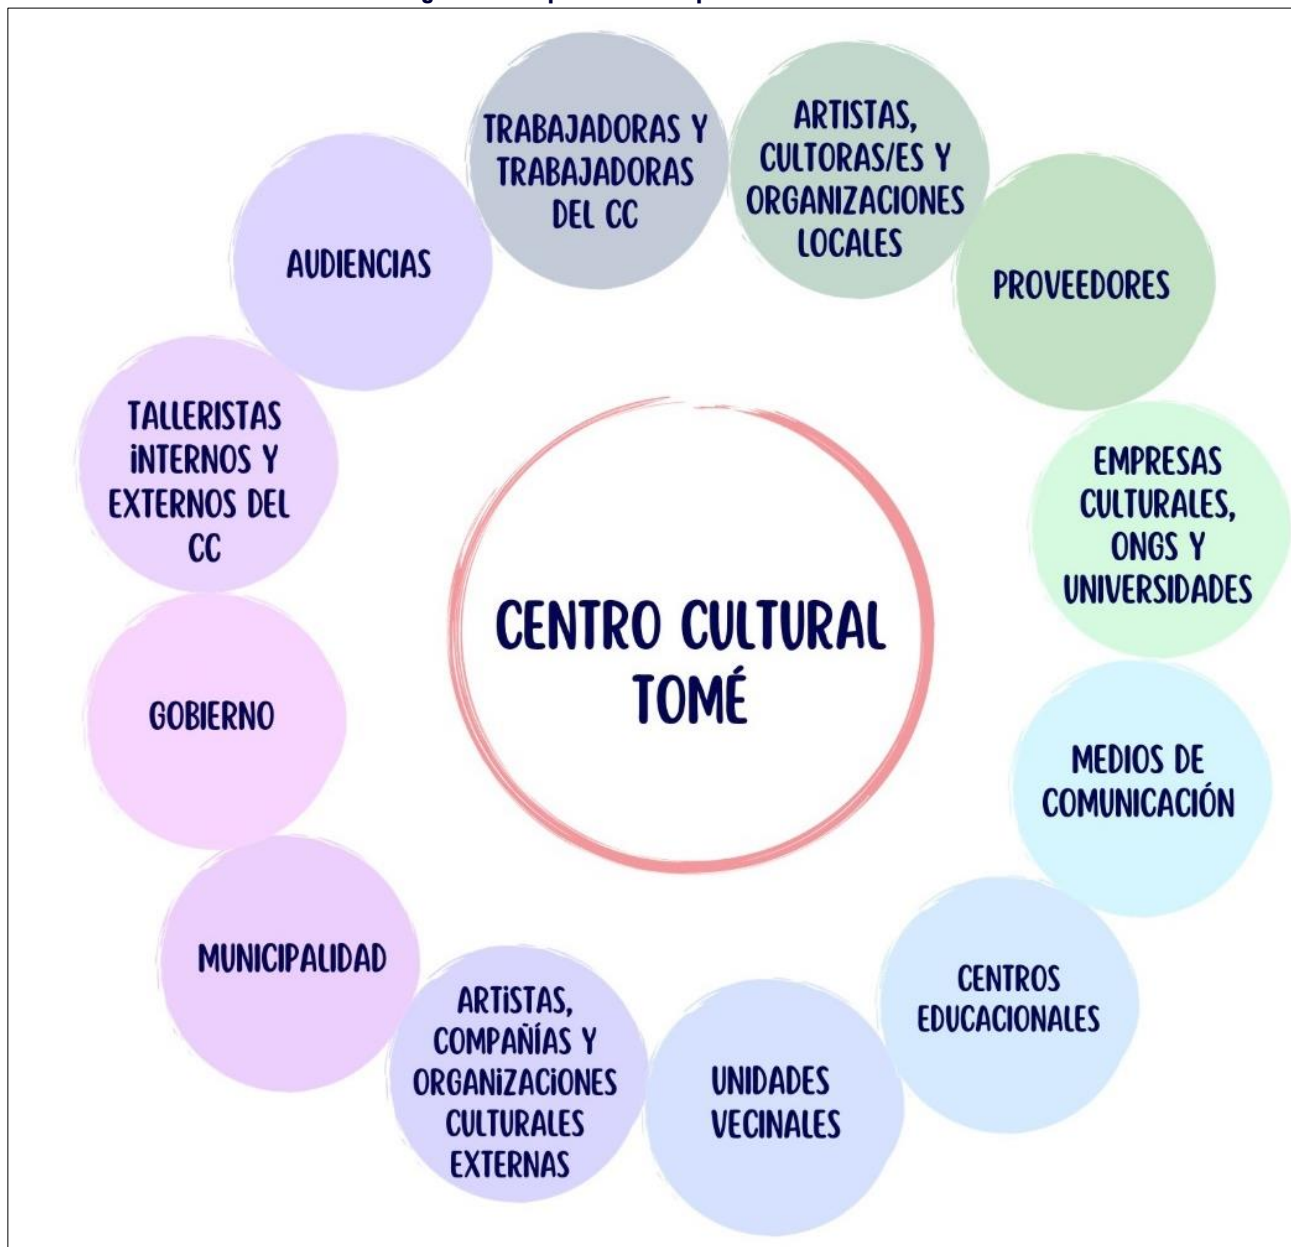 TRABAJADORAS Y
TRABAJADORAS
DEL CC
ARTISTAS,
CULTORAS/ES Y
ORGANIZACIONES
LOCALES
PROVEEDORES
EMPRESAS
CULTURALES,
ONGS Y
UNIVERSIDADES
MEDIOS DE
COMUNICACIÓN
CENTROS
EDUCACIONALES
UNIDADES
VECINALES
ARTISTAS,
COMPAÑÍAS Y
ORGANIZACIONES
CULTURALES
EXTERNAS
MUNICIPALIDAD
GOBIERNO
TALLERISTAS
INTERNOS Y
EXTERNOS DEL
CC
AUDIENCIAS
CENTRO CULTURAL
TOMÉ